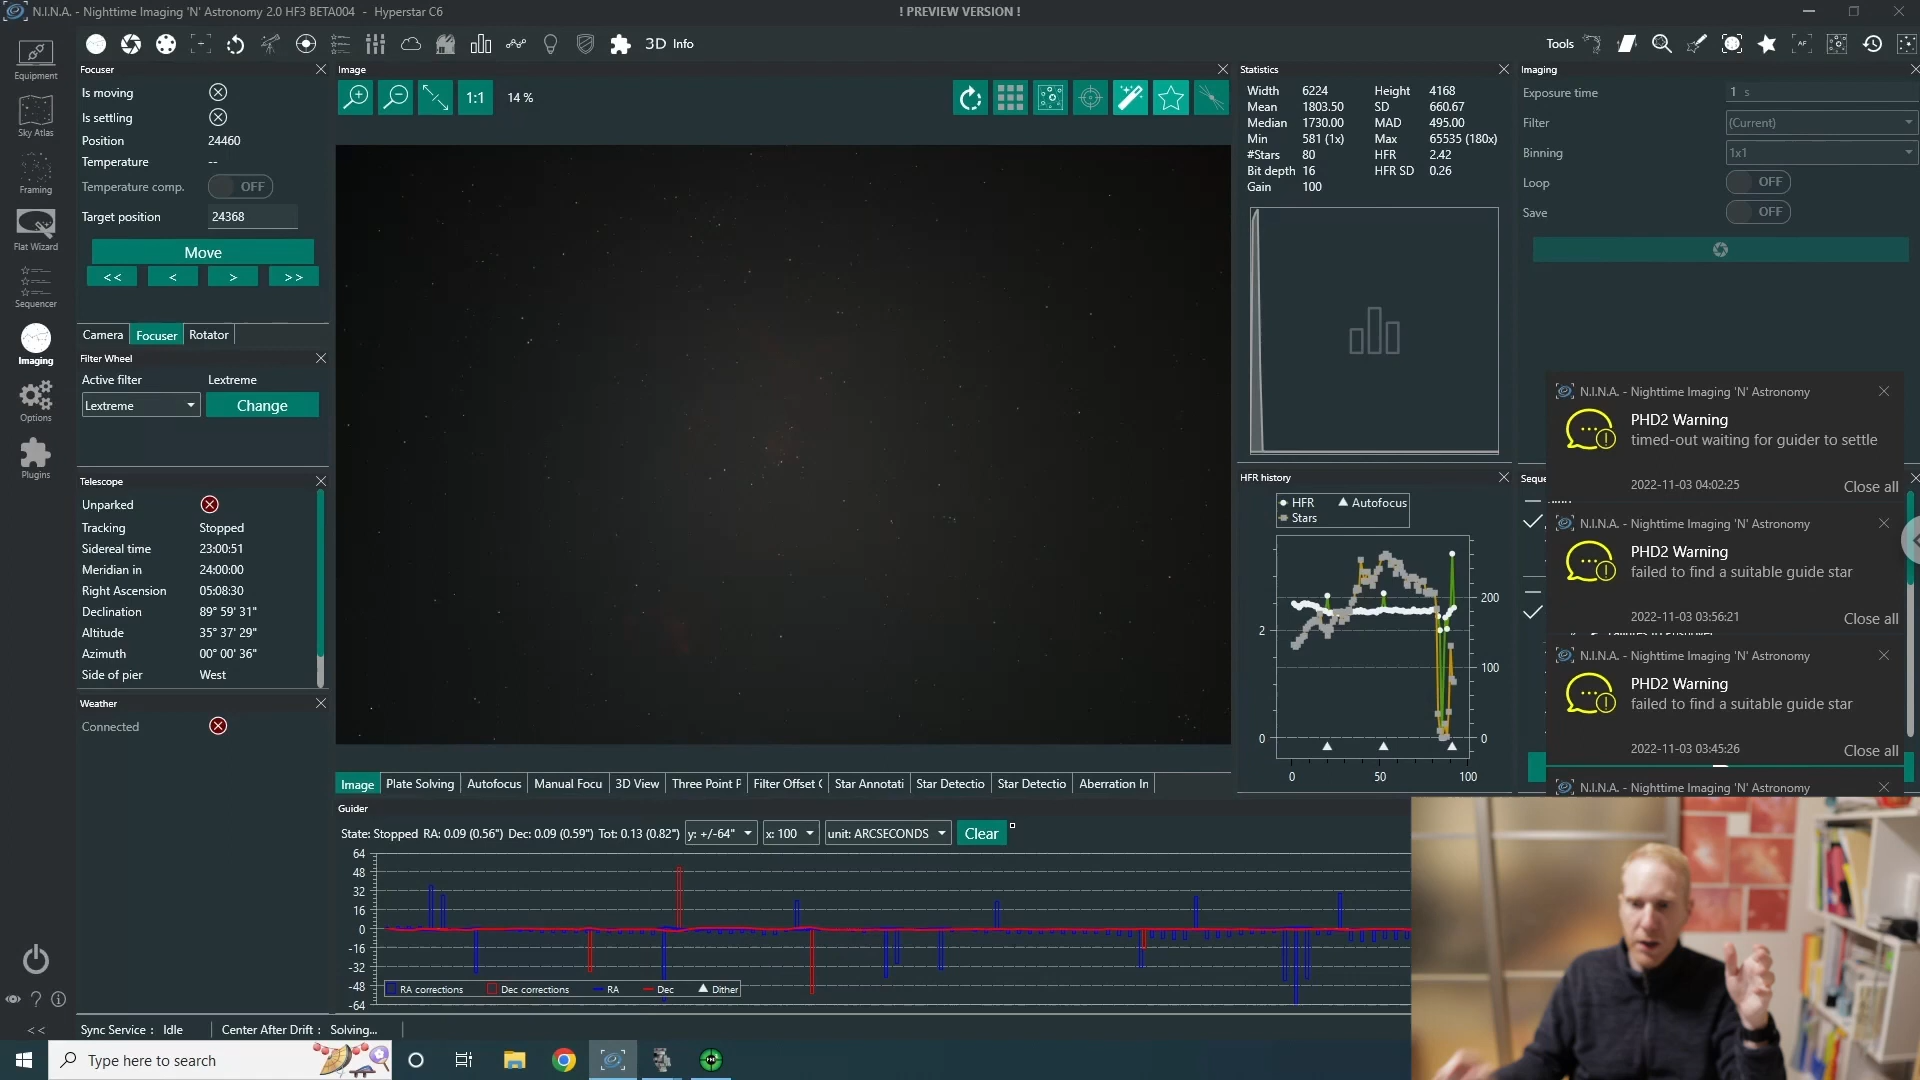 N.I.N.A. - Nighttime Imaging 'N' Astronomy 2.0 HF3 BETA004 - Hyperstar C6
! PREVIEW VERSION !
3D Info
Tools
Equipment
Sky Atlas
Framing
Flat Wizard
Sequencer
Imaging
Options
Plugins
Focuser
Is moving
Is settling
Position 24460
Temperature --
Temperature comp. OFF
Target position 24368
Move
<< < > >>
Camera Focuser Rotator
Filter Wheel
Active filter Lextreme
Lextreme Change
Telescope
Unparked
Tracking Stopped
Sidereal time 23:00:51
Meridian in 24:00:00
Right Ascension 05:08:30
Declination 89° 59' 31"
Altitude 35° 37' 29"
Azimuth 00° 00' 36"
Side of pier West
Weather
Connected
Image
1:1 14 %
Image Plate Solving Autofocus Manual Focu 3D View Three Point P Filter Offset C Star Annotati Star Detectio Star Detectio Aberration In
Guider
State: Stopped RA: 0.09 (0.56") Dec: 0.09 (0.59") Tot: 0.13 (0.82") y: +/-64" x: 100 unit: ARCSECONDS Clear
64
48
32
16
0
-16
-32
-48
-64
RA corrections Dec corrections RA Dec Dither
Statistics
Width 6224 Height 4168
Mean 1803.50 SD 660.67
Median 1730.00 MAD 495.00
Min 581 (1x) Max 65535 (180x)
#Stars 80 HFR 2.42
Bit depth 16 HFR SD 0.26
Gain 100
HFR history
HFR Autofocus
Stars
200
2
100
0 0
0 50 100
Imaging
Exposure time 1 s
Filter (Current)
Binning 1x1
Loop OFF
Save OFF
Seque
N.I.N.A. - Nighttime Imaging 'N' Astronomy
PHD2 Warning
timed-out waiting for guider to settle
2022-11-03 04:02:25 Close all
N.I.N.A. - Nighttime Imaging 'N' Astronomy
PHD2 Warning
failed to find a suitable guide star
2022-11-03 03:56:21 Close all
N.I.N.A. - Nighttime Imaging 'N' Astronomy
PHD2 Warning
failed to find a suitable guide star
2022-11-03 03:45:26 Close all
N.I.N.A. - Nighttime Imaging 'N' Astronomy
<< Sync Service : Idle Center After Drift : Solving...
Type here to search